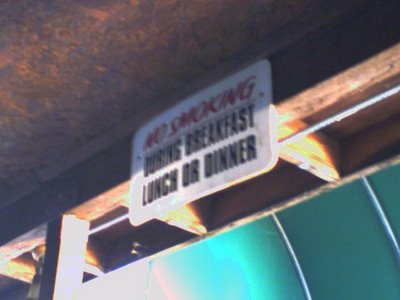 NO SMOKING
DURING BREAKFAST
LUNCH OR DINNER